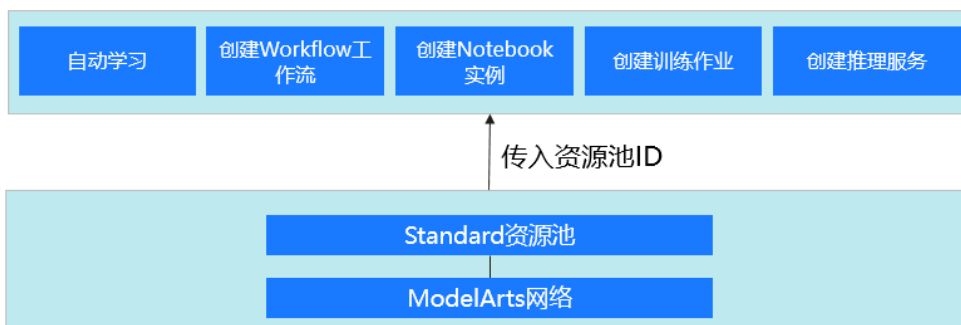 自动学习
创建Workflow工
作流
创建Notebook
实例
创建训练作业
创建推理服务
传入资源池ID
Standard资源池
ModelArts网络